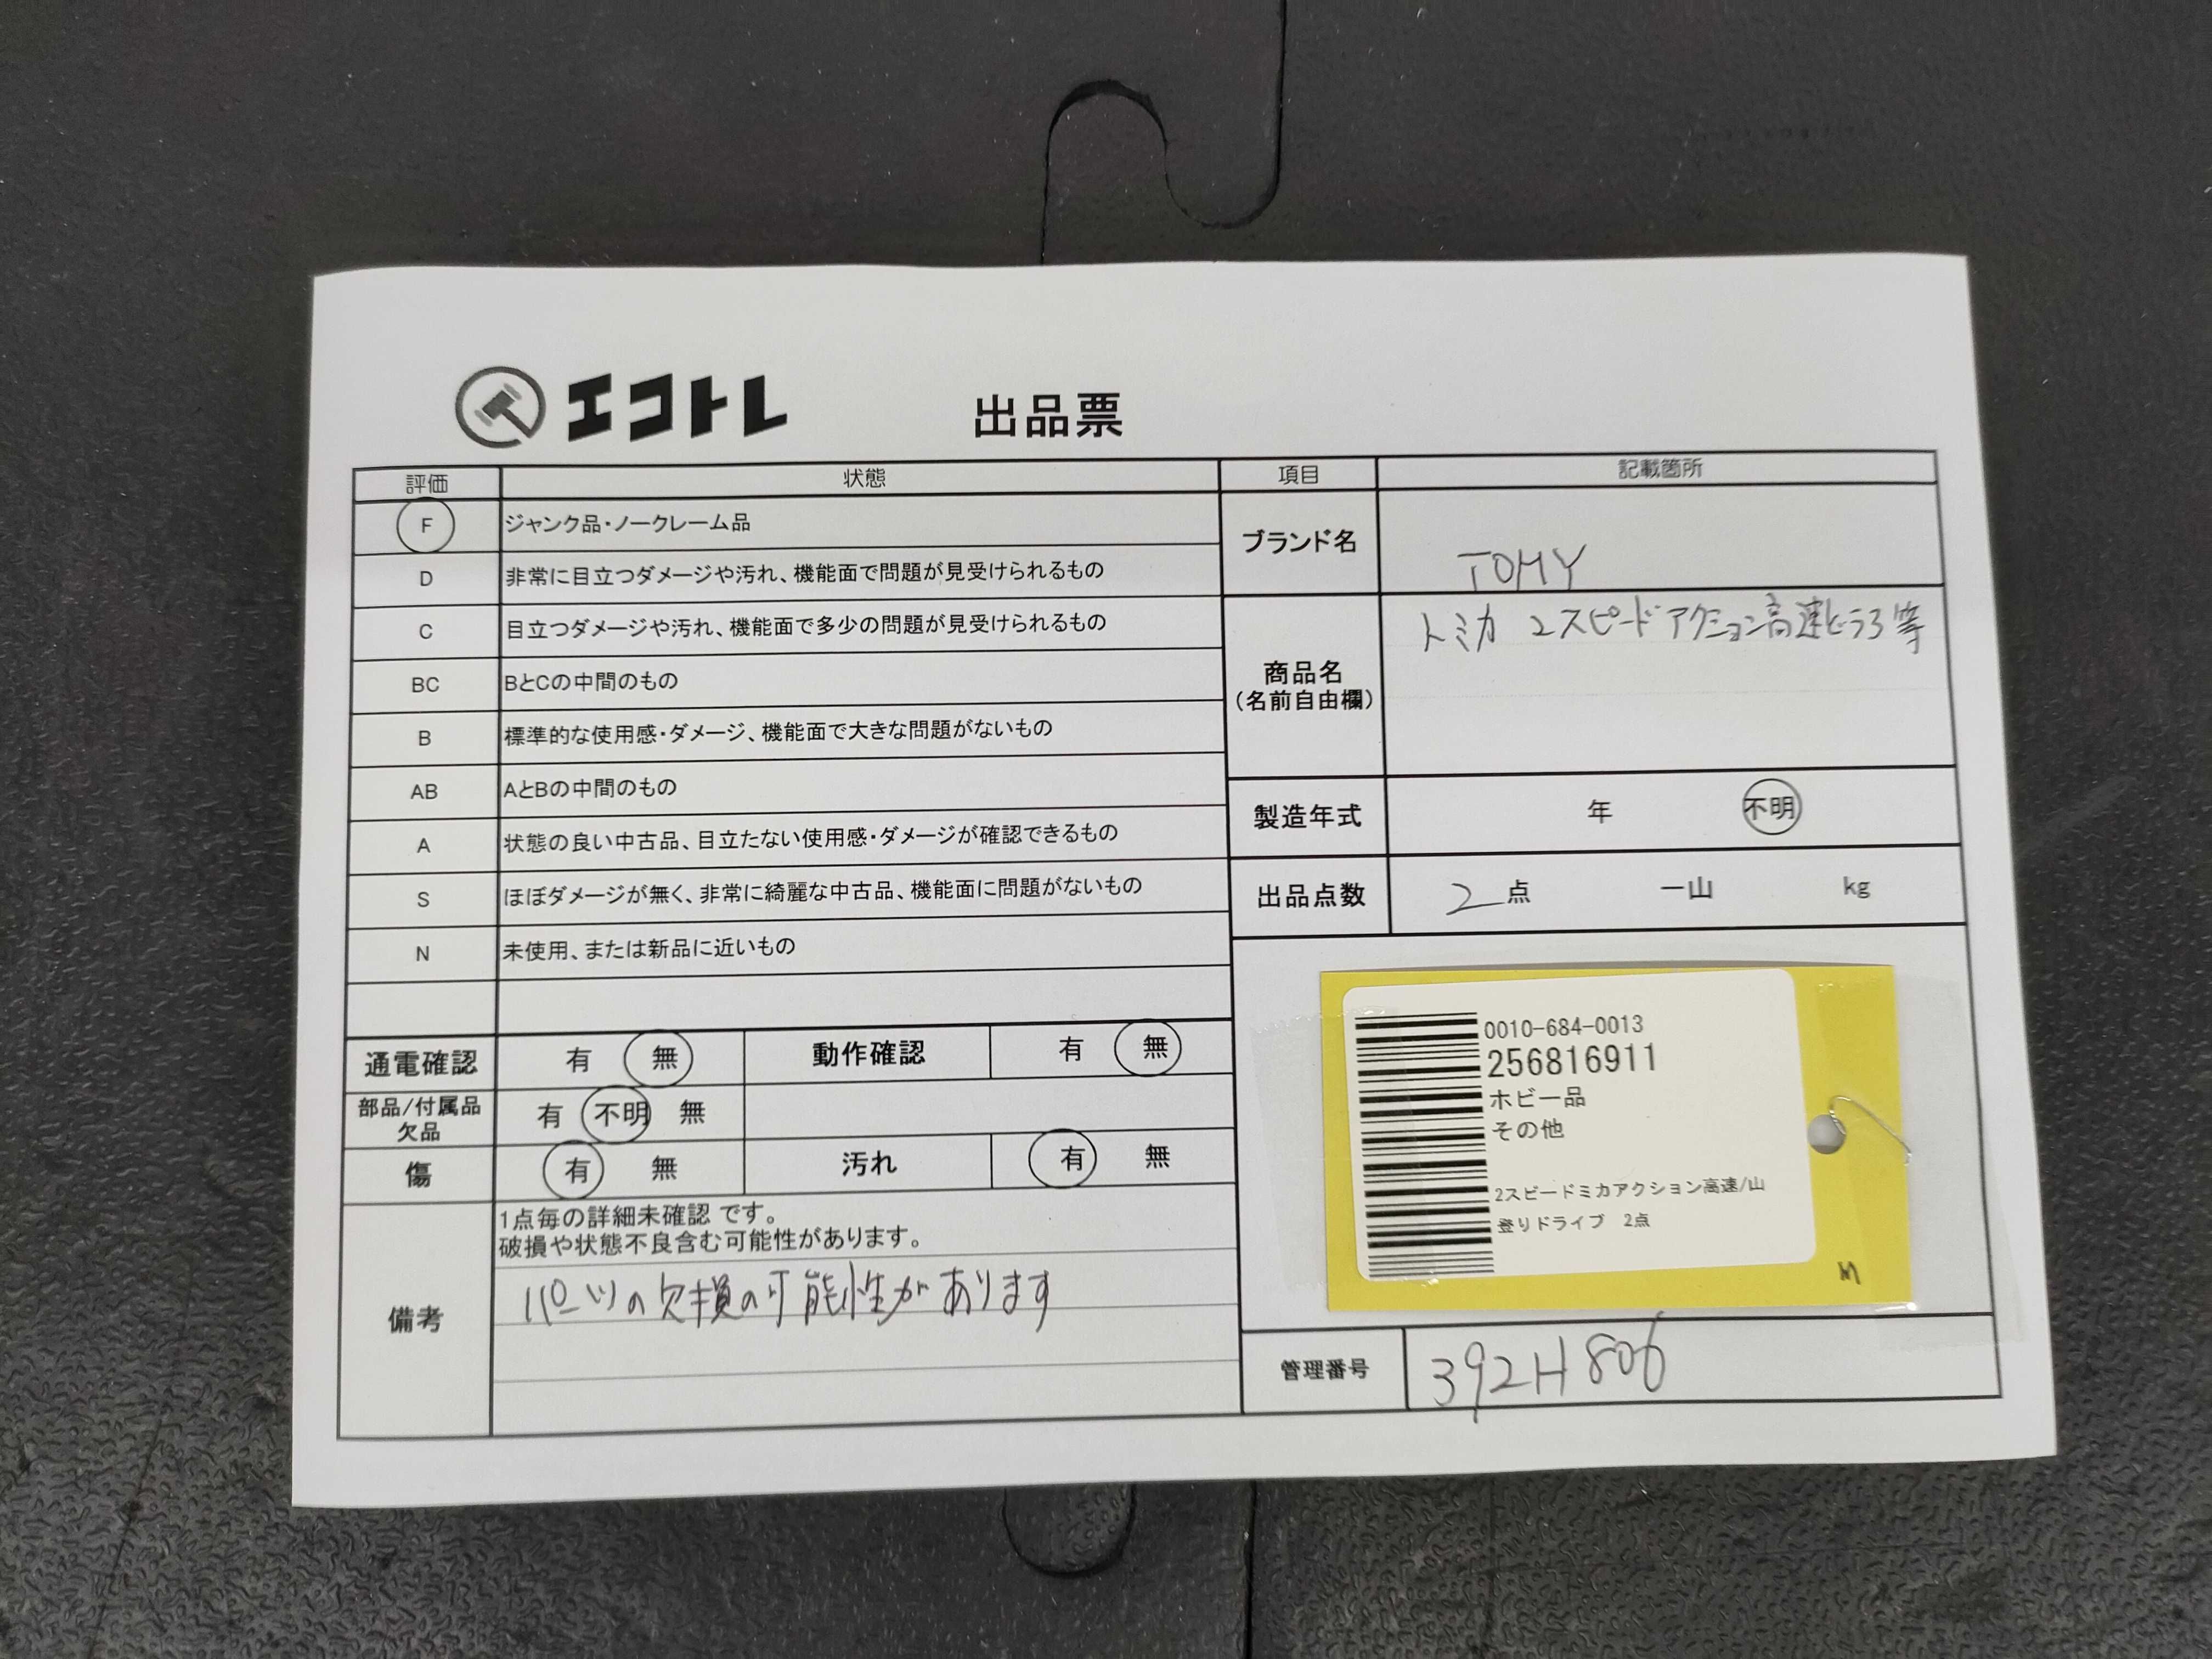 エコトレ 出品票
評価 状態
F ジャンク品・ノークレーム品
D 非常に目立つダメージや汚れ、機能面で問題が見受けられるもの
C 目立つダメージや汚れ、機能面で多少の問題が見受けられるもの
BC BとCの中間のもの
B 標準的な使用感・ダメージ、機能面で大きな問題がないもの
AB AとBの中間のもの
A 状態の良い中古品、目立たない使用感・ダメージが確認できるもの
S ほぼダメージが無く、非常に綺麗な中古品、機能面に問題がないもの
N 未使用、または新品に近いもの
通電確認 有 無 動作確認 有 無
部品/付属品
欠品 有 不明 無
傷 有 無 汚れ 有 無
備考
1点毎の詳細未確認 です。
破損や状態不良含む可能性があります。
パーツの欠損の可能性があります
項目 記載箇所
ブランド名 TOMY
商品名
(名前自由欄)
トミカ 2スピードアクション高速どうろ等
製造年式 年 不明
出品点数 2点 一山 kg
0010-684-0013
256816911
ホビー品
その他
2スピードミカアクション高速/山
登りドライブ 2点
M
管理番号 392H806